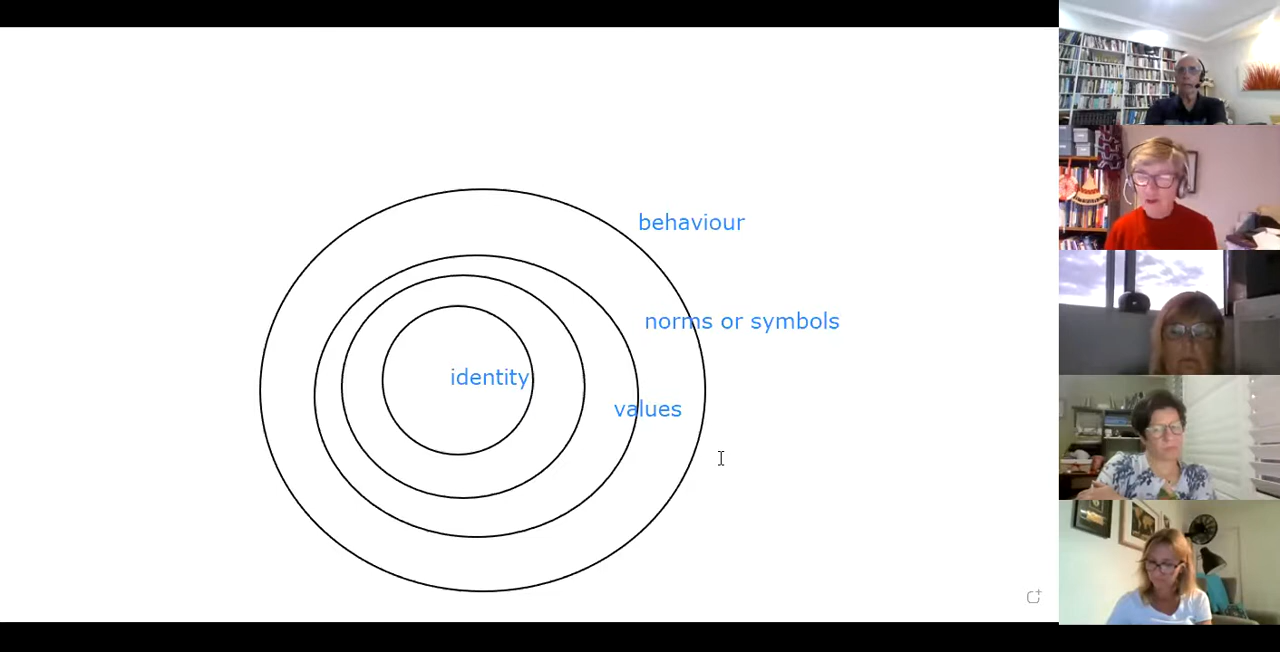 behaviour
norms or symbols
identity
values